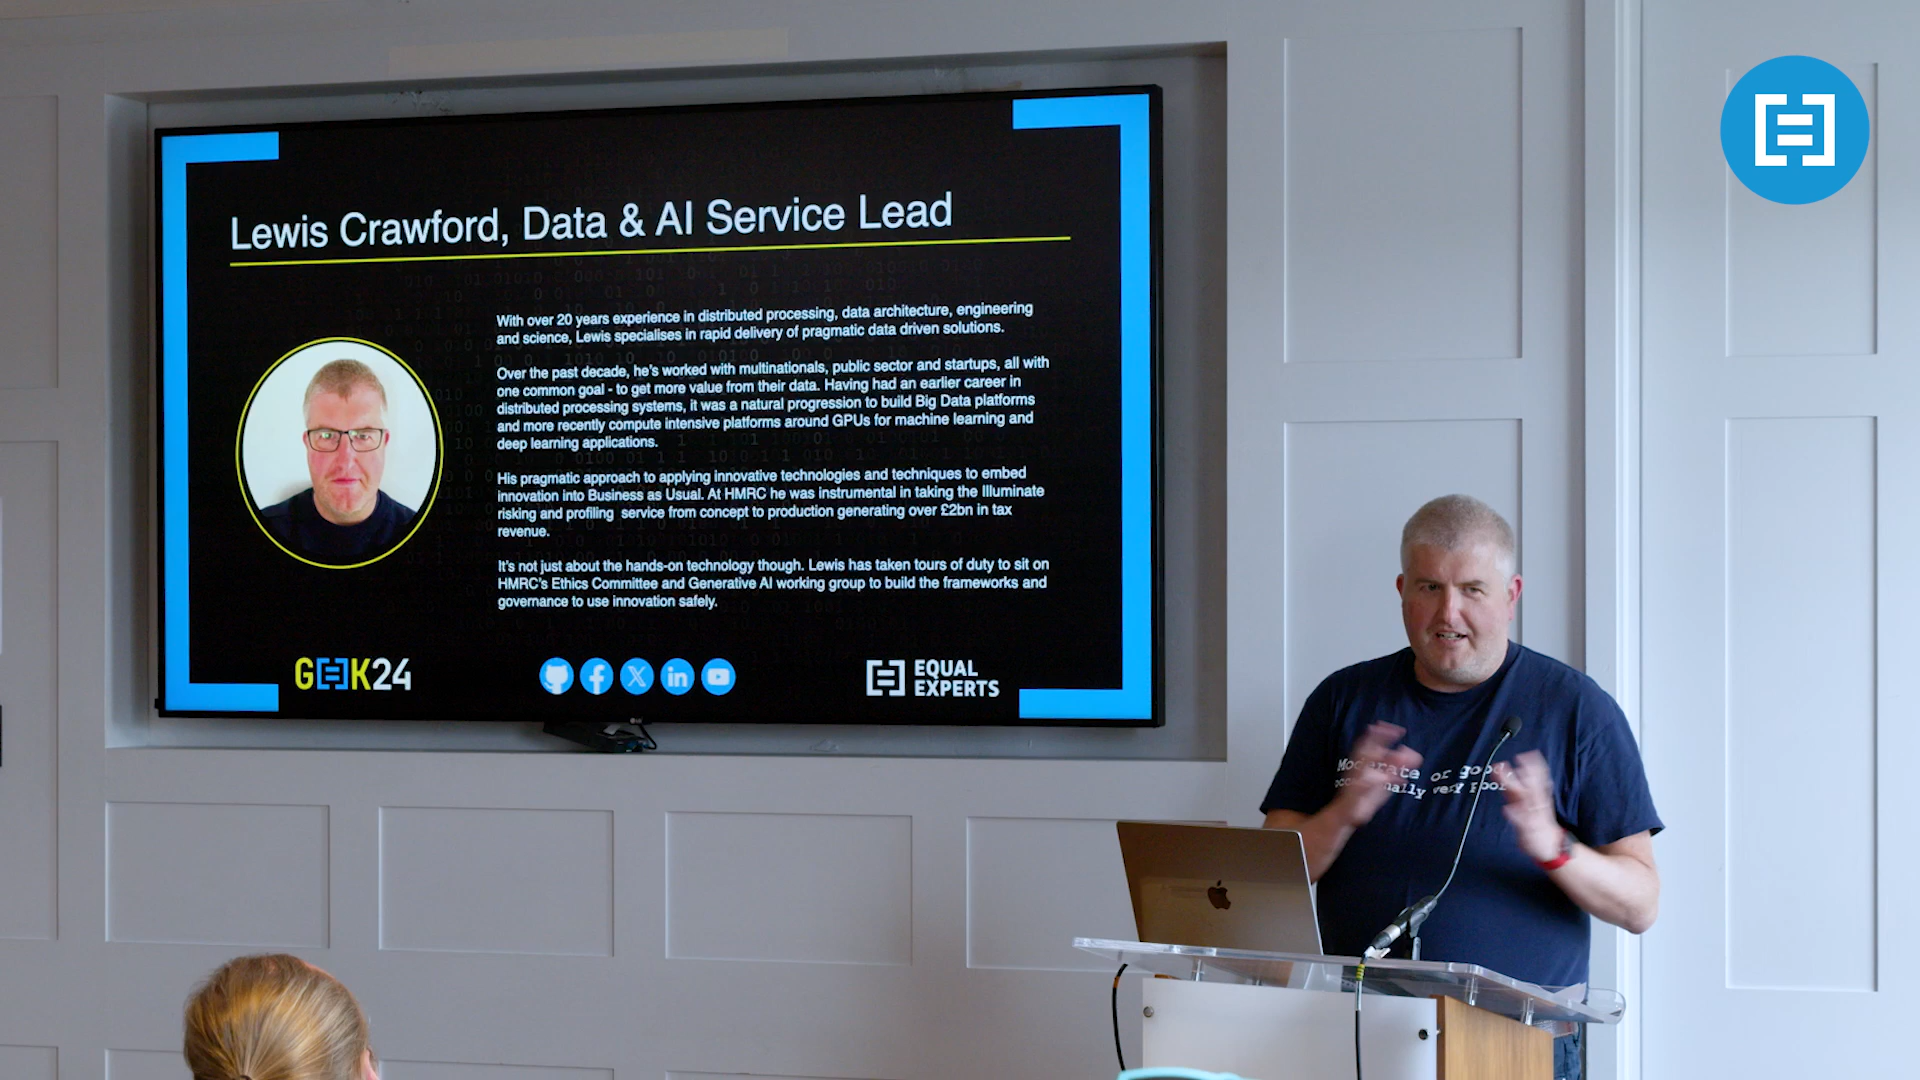 Lewis Crawford, Data & AI Service Lead
With over 20 years experience in distributed processing, data architecture, engineering
and science, Lewis specialises in rapid delivery of pragmatic data driven solutions.
Over the past decade, he's worked with multinationals, public sector and startups, all with
one common goal - to get more value from their data. Having had an earlier career in
distributed processing systems, it was a natural progression to build Big Data platforms
and more recently compute intensive platforms around GPUs for machine learning and
deep learning applications.
His pragmatic approach to applying innovative technologies and techniques to embed
innovation into Business as Usual. At HMRC he was instrumental in taking the Illuminate
risking and profiling service from concept to production generating over £2bn in tax
revenue.
It's not just about the hands-on technology though. Lewis has taken tours of duty to sit on
HMRC's Ethics Committee and Generative AI working group to build the frameworks and
governance to use innovation safely.
GEEK24
EQUAL
EXPERTS
LG
Moderate or good,
occasionally very poor